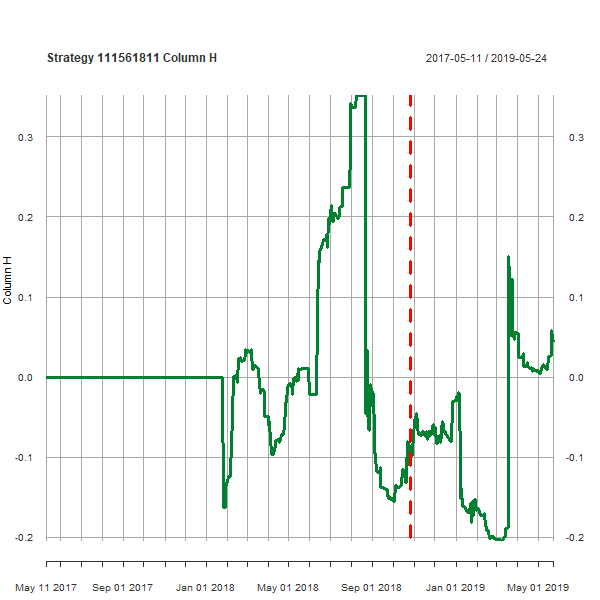 Strategy 111561811 Column H 2017-05-11 / 2019-05-24
0.3 0.3
0.2 0.2
0.1 0.1
Column H
0.0 0.0
-0.1 -0.1
-0.2 -0.2
May 11 2017 Sep 01 2017 Jan 01 2018 May 01 2018 Sep 01 2018 Jan 01 2019 May 01 2019